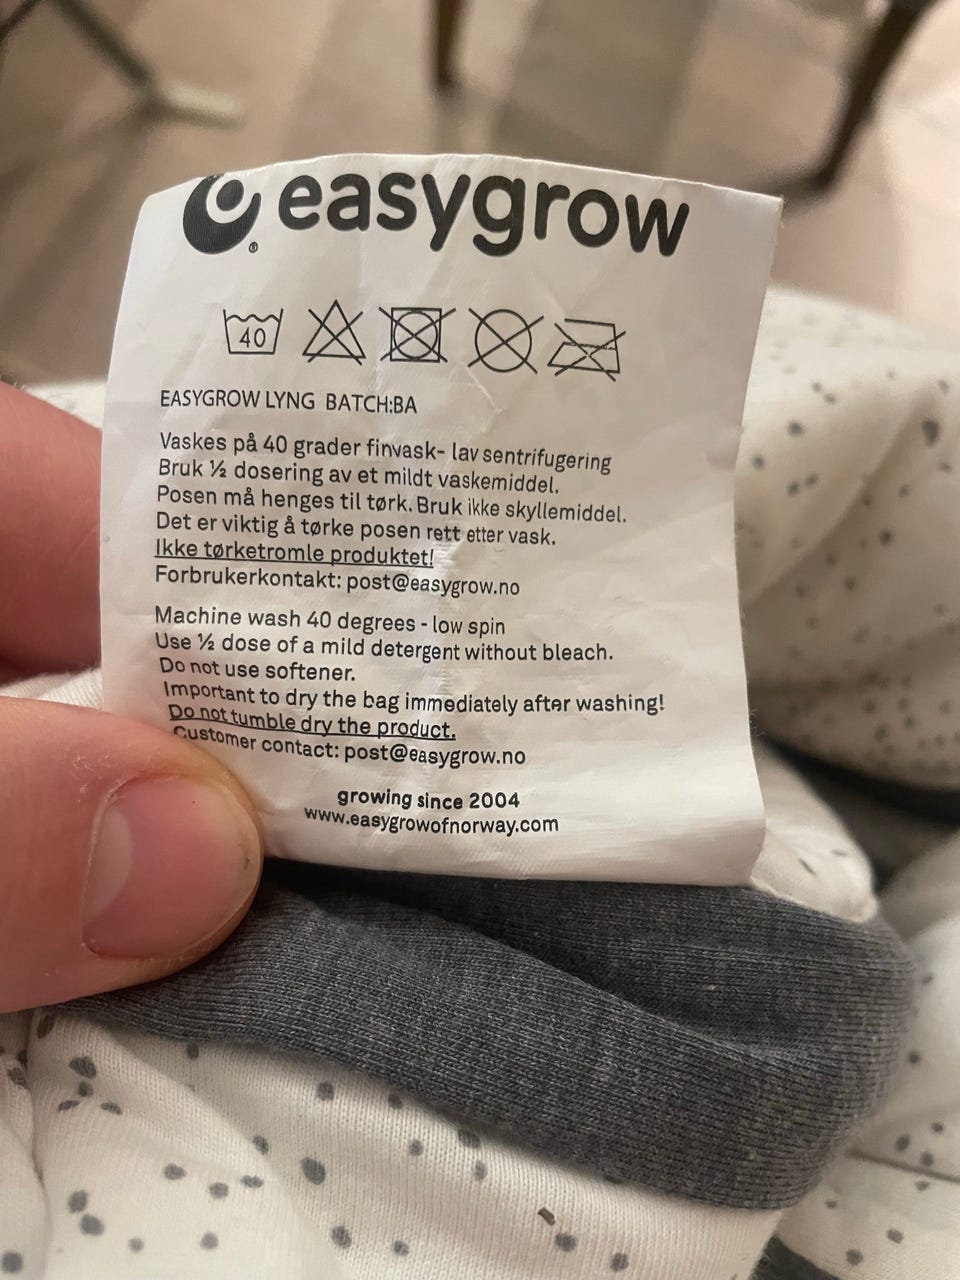 easygrow
40
EASYGROW LYNG BATCH:BA
Vaskes på 40 grader finvask- lav sentrifugering
Bruk ½ dosering av et mildt vaskemiddel.
Posen må henges til tørk. Bruk ikke skyllemiddel.
Det er viktig å tørke posen rett etter vask.
Ikke tørketromle produktet!
Forbrukerkontakt: post@easygrow.no
Machine wash 40 degrees - low spin
Use ½ dose of a mild detergent without bleach.
Do not use softener.
Important to dry the bag immediately after washing!
Do not tumble dry the product.
Customer contact: post@easygrow.no
growing since 2004
www.easygrowofnorway.com